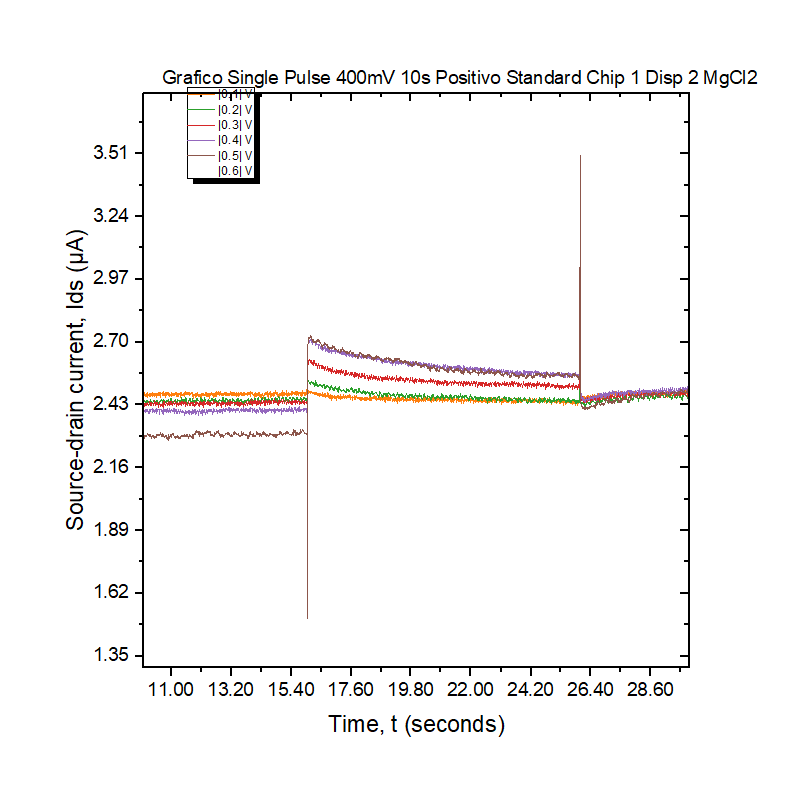 Grafico Single Pulse 400mV 10s Positivo Standard Chip 1 Disp 2 MgCl2
|0.1| V
|0.2| V
|0.3| V
|0.4| V
|0.5| V
|0.6| V
3.51
3.24
2.97
2.70
2.43
2.16
1.89
1.62
1.35
Source-drain current, Ids (µA)
11.00 13.20 15.40 17.60 19.80 22.00 24.20 26.40 28.60
Time, t (seconds)